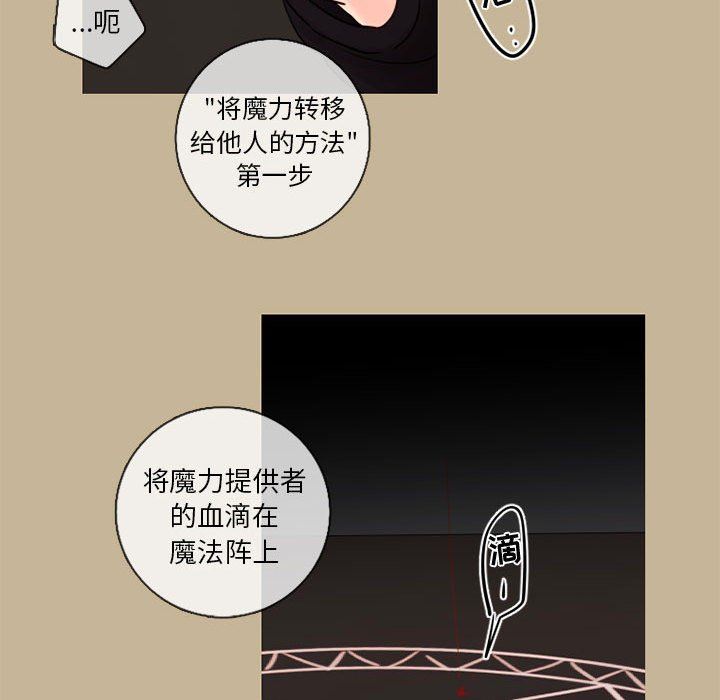 …呃
"将魔力转移
给他人的方法"
第一步
将魔力提供者
的血滴在
魔法阵上
滴